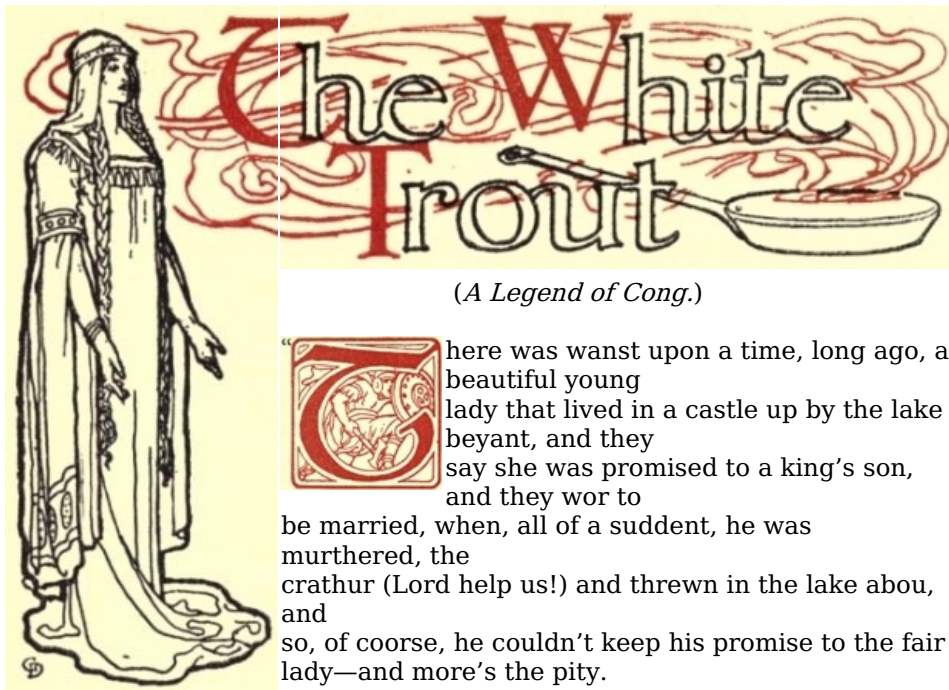 The White
Trout
(A Legend of Cong.)
“There was wanst upon a time, long ago, a
beautiful young
lady that lived in a castle up by the lake
beyant, and they
say she was promised to a king’s son,
and they wor to
be married, when, all of a suddent, he was
murthered, the
crathur (Lord help us!) and threwn in the lake abou,
and
so, of coorse, he couldn’t keep his promise to the fair
lady—and more’s the pity.